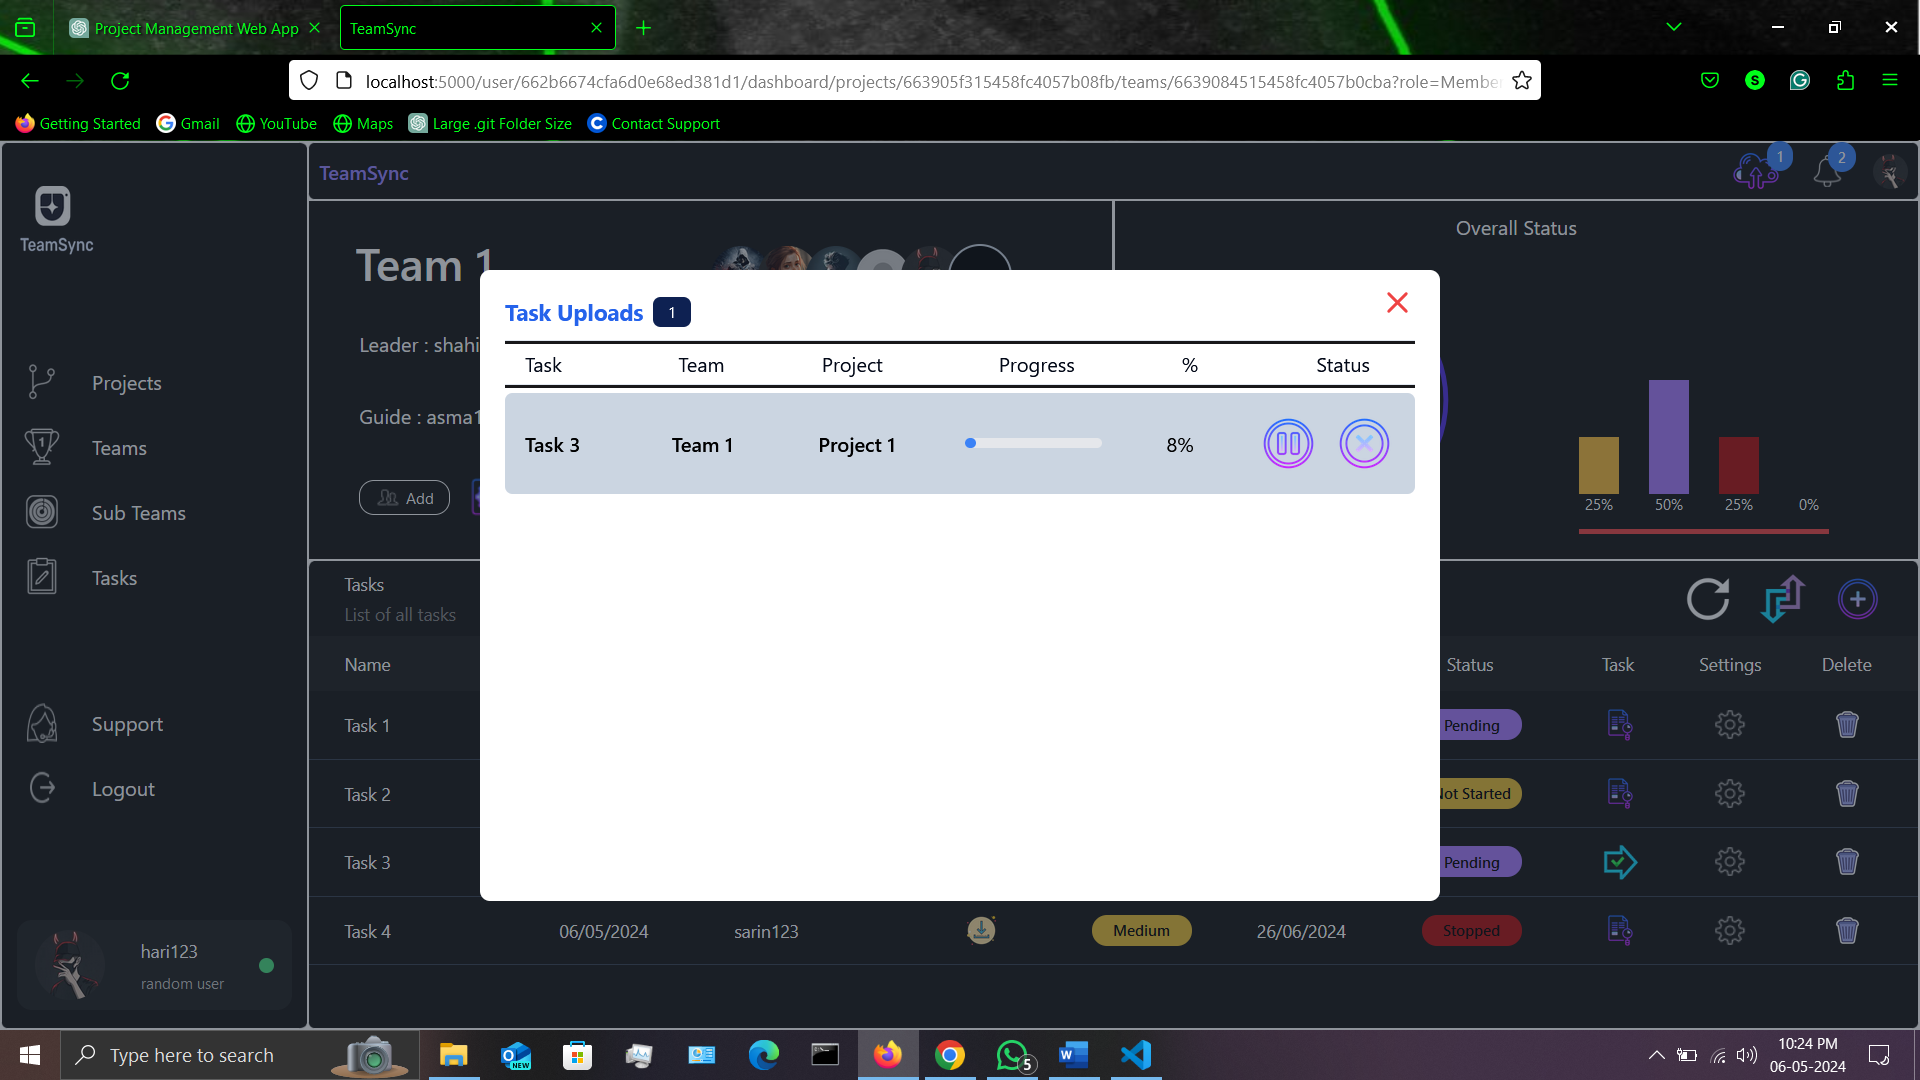 Project Management Web App
TeamSync
localhost:5000/user/662b6674cfa6d0e68ed381d1/dashboard/projects/663905f315458fc4057b08fb/teams/6639084515458fc4057b0cba?role=Member
Getting Started Gmail YouTube Maps Large .git Folder Size Contact Support
TeamSync
TeamSync 1 2
Projects
Teams
Sub Teams
Tasks
Support
Logout
hari123
random user
Team 1
Leader : shahi
Guide : asma1
Add
Overall Status
25% 50% 25% 0%
Task Uploads 1
Task Team Project Progress % Status
Task 3 Team 1 Project 1 8%
Tasks
List of all tasks
Name Status Task Settings Delete
Task 1 Pending
Task 2 Not Started
Task 3 Pending
Task 4 06/05/2024 sarin123 Medium 26/06/2024 Stopped
Type here to search
NEW
5
10:24 PM
06-05-2024